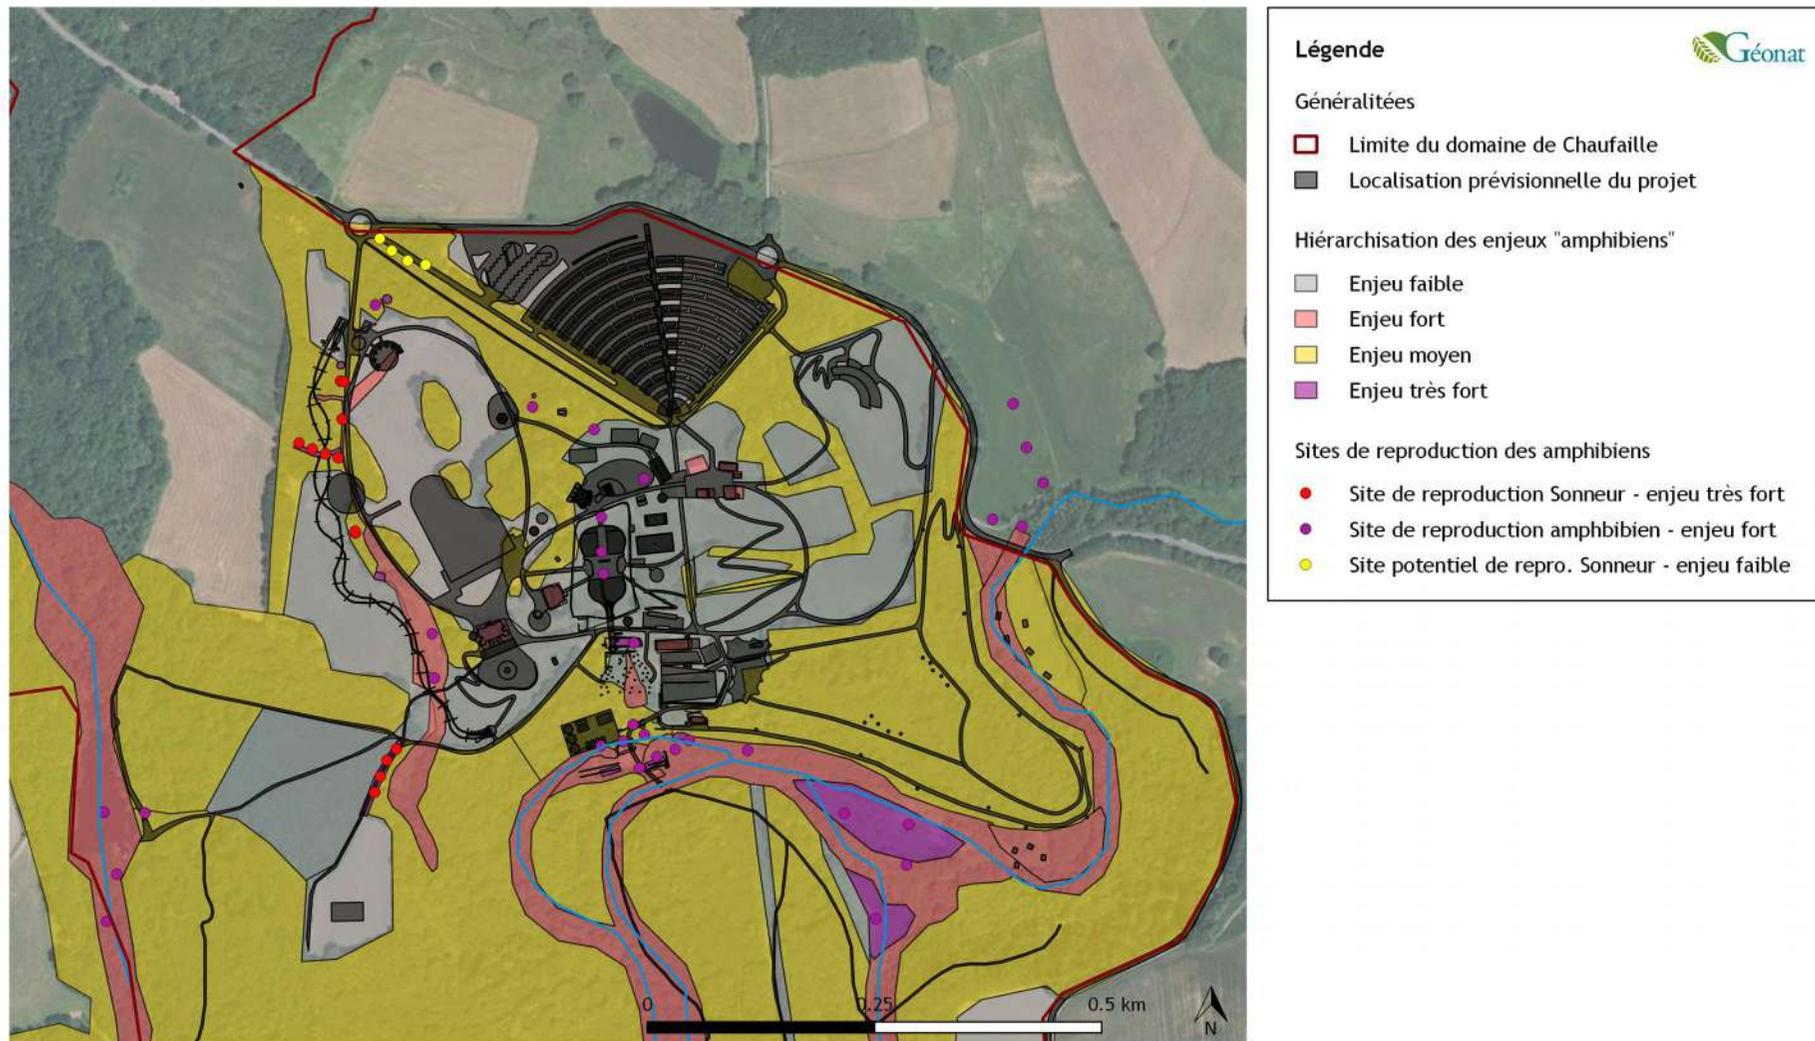 Légende
Géonat
Généralitées
Limite du domaine de Chaufaille
Localisation prévisionnelle du projet
Hiérarchisation des enjeux "amphibiens"
Enjeu faible
Enjeu fort
Enjeu moyen
Enjeu très fort
Sites de reproduction des amphibiens
Site de reproduction Sonneur - enjeu très fort
Site de reproduction amphbibien - enjeu fort
Site potentiel de repro. Sonneur - enjeu faible
0 0.25 0.5 km
N